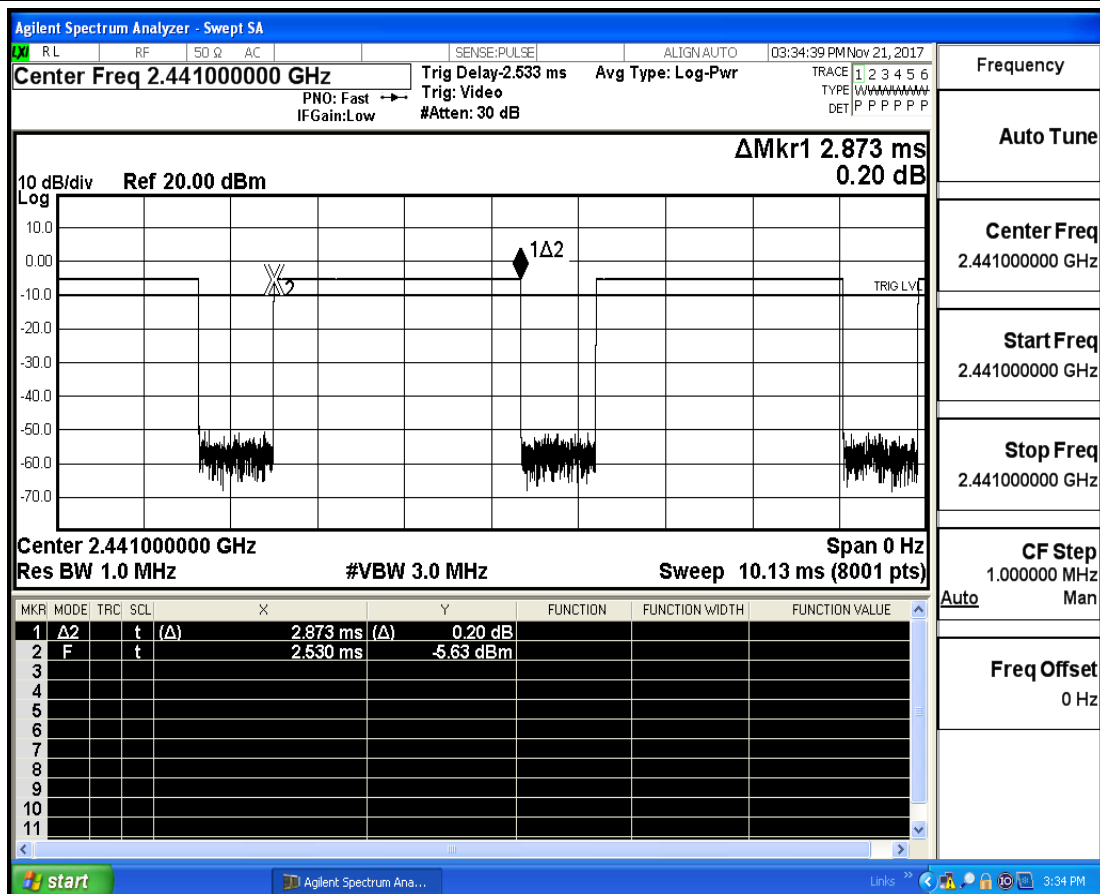 Agilent Spectrum Analyzer - Swept SA
LXI RL RF 50 Ω AC SENSE:PULSE ALIGN AUTO 03:34:39 PM Nov 21, 2017
Center Freq 2.441000000 GHz
PNO: Fast
IFGain:Low
Trig Delay-2.533 ms
Trig: Video
#Atten: 30 dB
Avg Type: Log-Pwr
TRACE 1 2 3 4 5 6
TYPE
DET P P P P P P
Frequency
Auto Tune
Center Freq
2.441000000 GHz
Start Freq
2.441000000 GHz
Stop Freq
2.441000000 GHz
CF Step
1.000000 MHz
Auto Man
Freq Offset
0 Hz
ΔMkr1 2.873 ms
0.20 dB
10 dB/div Ref 20.00 dBm
Log
10.0
0.00
-10.0
-20.0
-30.0
-40.0
-50.0
-60.0
-70.0
1Δ2
2
TRIG LVL
Center 2.441000000 GHz Span 0 Hz
Res BW 1.0 MHz #VBW 3.0 MHz Sweep 10.13 ms (8001 pts)
MKR MODE TRC SCL X Y FUNCTION FUNCTION WIDTH FUNCTION VALUE
1 Δ2 t (Δ) 2.873 ms (Δ) 0.20 dB
2 F t 2.530 ms -5.63 dBm
3
4
5
6
7
8
9
10
11
start Agilent Spectrum Ana... Links » 3:34 PM